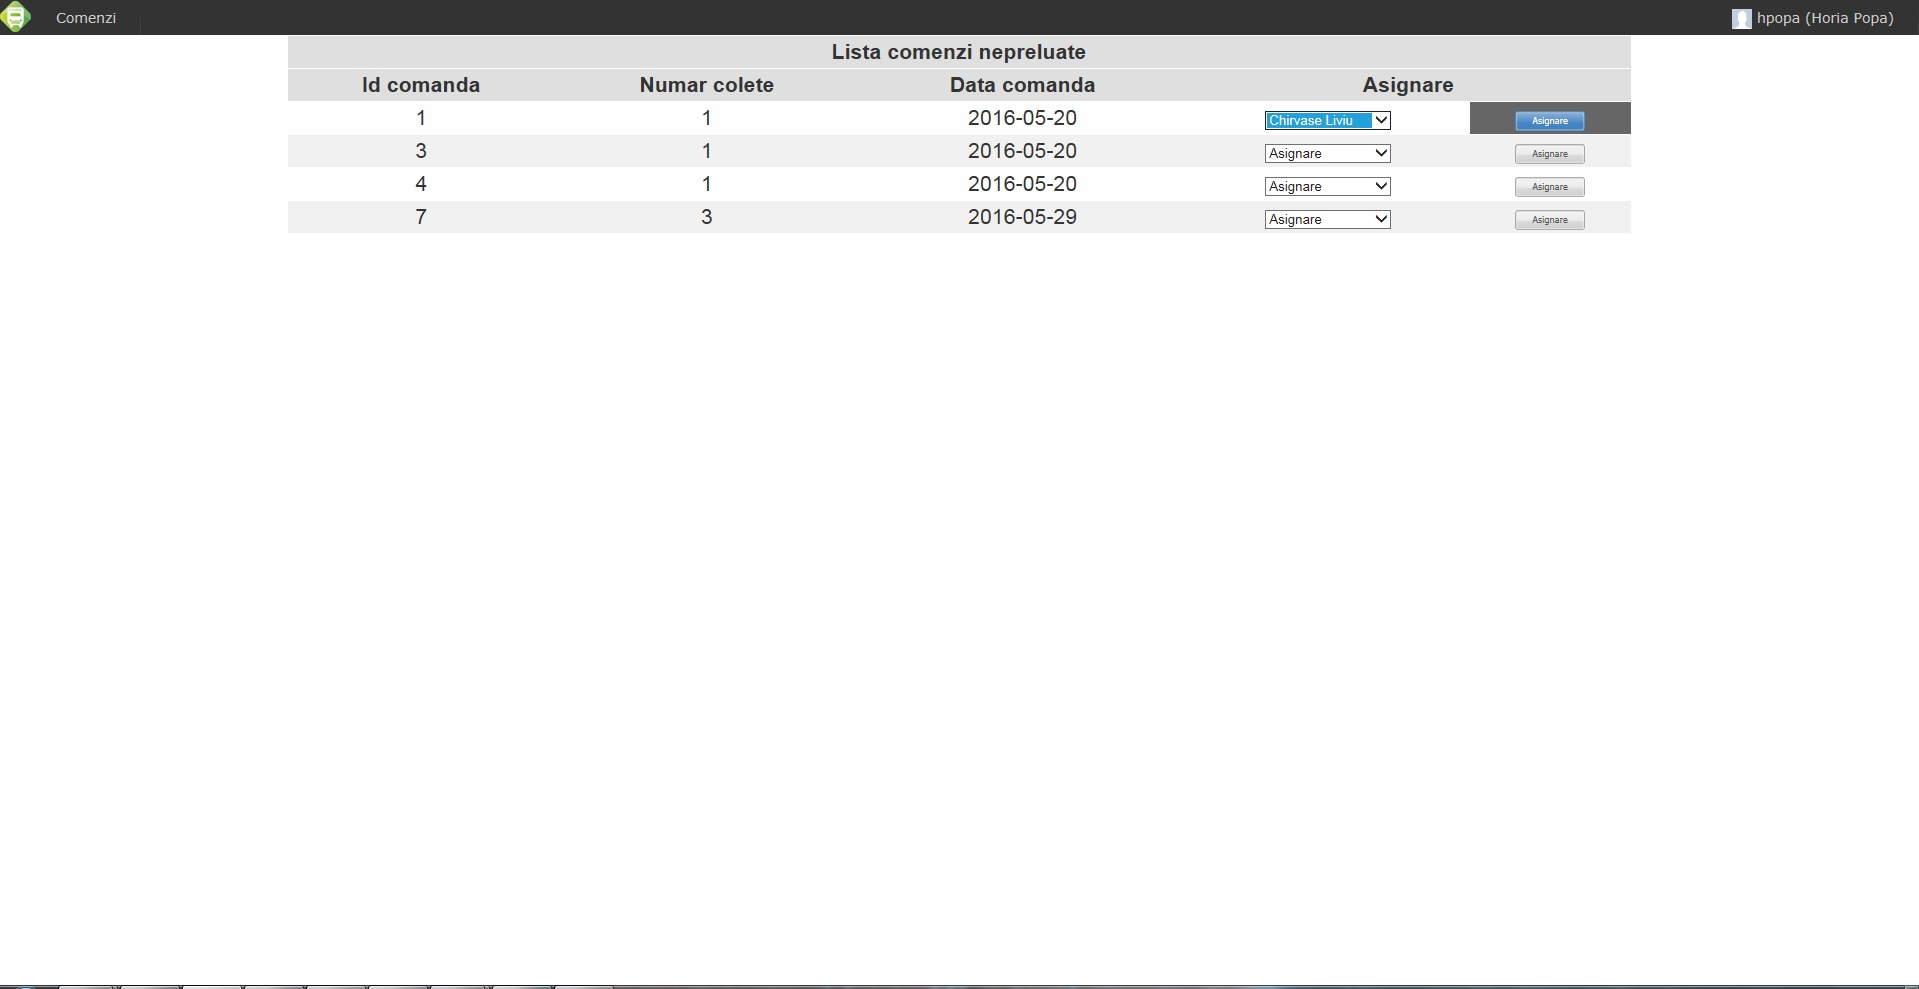 Comenzi hpopa (Horia Popa)
Lista comenzi nepreluate
Id comanda Numar colete Data comanda Asignare
1 1 2016-05-20 Chirvase Liviu Asignare
3 1 2016-05-20 Asignare Asignare
4 1 2016-05-20 Asignare Asignare
7 3 2016-05-29 Asignare Asignare